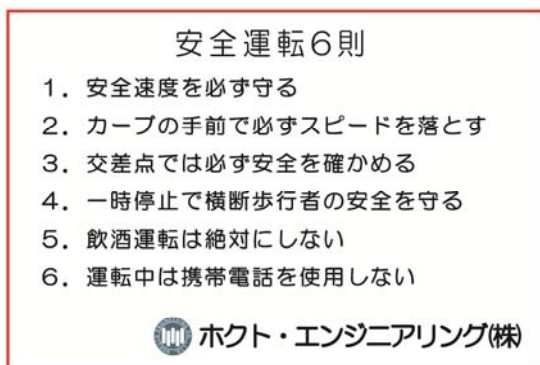 安全運転6則
1．安全速度を必ず守る
2．カーブの手前で必ずスピードを落とす
3．交差点では必ず安全を確かめる
4．一時停止で横断歩行者の安全を守る
5．飲酒運転は絶対にしない
6．運転中は携帯電話を使用しない
ホクト・エンジニアリング㈱